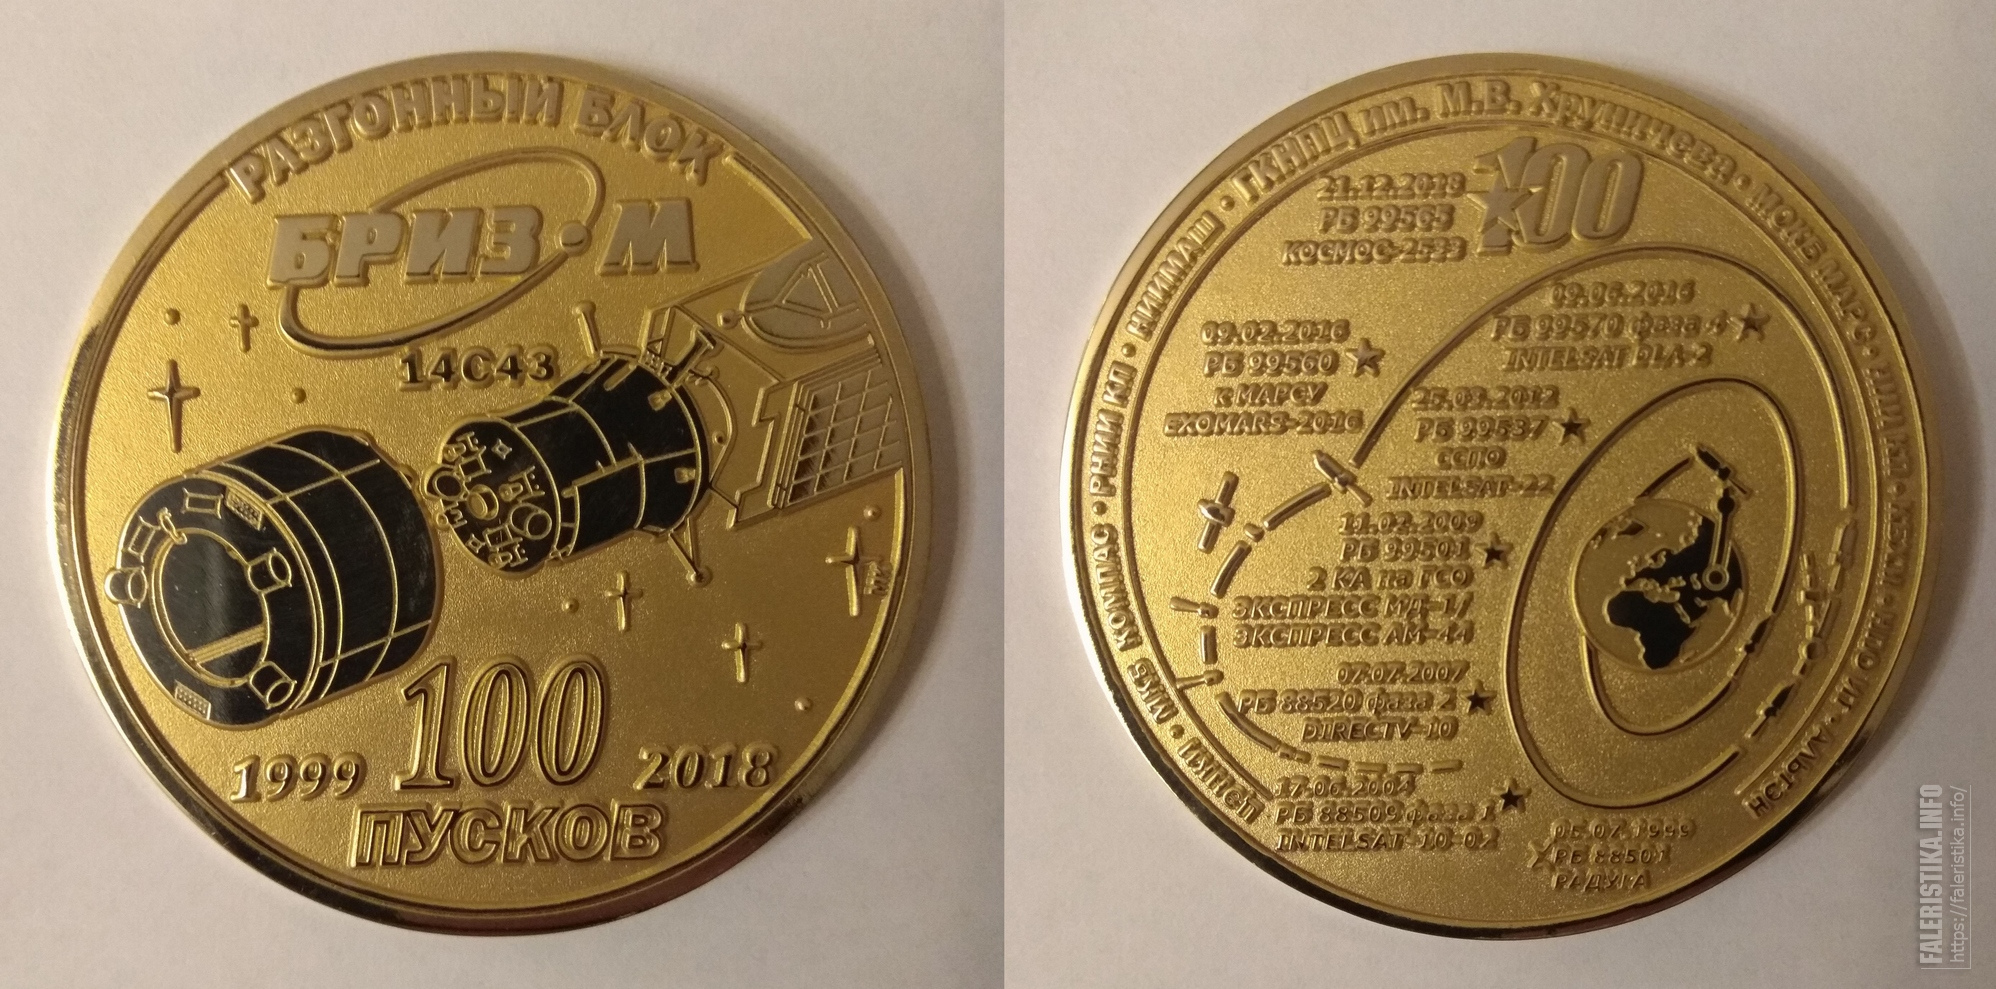 РАЗГОННЫЙ БЛОК
БРИЗ М
14С43
1999 100 2018
ПУСКОВ
ГКНПЦ им. М.В. Хруничева • МОКБ МАРС •
НИИМАШ • РНИИ КП • МКБ КОМПАС •
21.12.2018
РБ 99565
КОСМОС-2533
100
09.06.2016
РБ 99570 фаза 4
INTELSAT DLA-2
РБ 99560
к МАРСУ
EXOMARS-2016
25.03.2012
РБ 99537
ССПО
INTELSAT-22
11.02.2009
РБ 99501
2 КА на ГСО
ЭКСПРЕСС МД-1/
ЭКСПРЕСС АМ-44
07.07.2007
РБ 88520 фаза 2
DIRECTV-10
17.06.2004
РБ 88509 фаза 1
INTELSAT-10-02
05.07.1999
РБ 88501
РАДУГА
FALERISTIKA.INFO
https://faleristika.info/